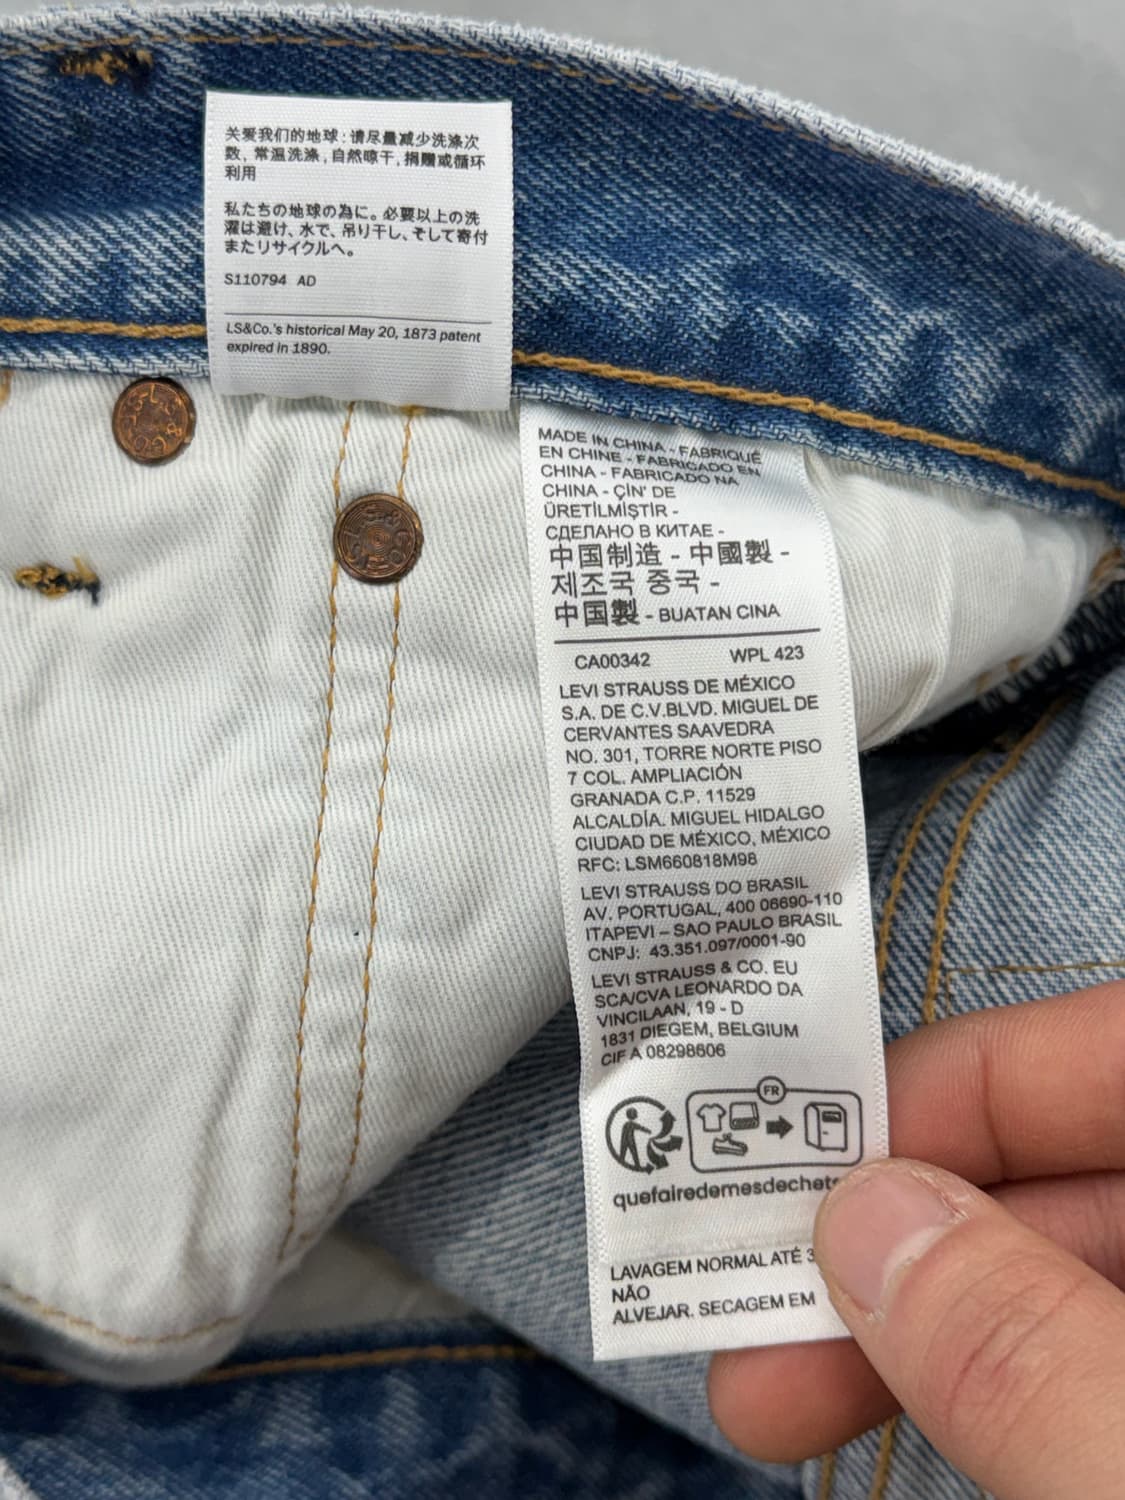 关爱我们的地球：请尽量减少洗涤次
数，常温洗涤，自然晾干，捐赠或循环
利用
私たちの地球の為に。必要以上の洗
濯は避け、水で、吊り干し、そして寄付
またリサイクルへ。
S110794 AD
LS&Co.'s historical May 20, 1873 patent
expired in 1890.
MADE IN CHINA - FABRIQUÉ
EN CHINE - FABRICADO EN
CHINA - FABRICADO NA
CHINA - ÇİN' DE
ÜRETİLMİŞTİR -
СДЕЛАНО В КИТАЕ -
中国制造 - 中國製 -
제조국 중국 -
中国製 - BUATAN CINA
CA00342 WPL 423
LEVI STRAUSS DE MÉXICO
S.A. DE C.V.BLVD. MIGUEL DE
CERVANTES SAAVEDRA
NO. 301, TORRE NORTE PISO
7 COL. AMPLIACIÓN
GRANADA C.P. 11529
ALCALDÍA. MIGUEL HIDALGO
CIUDAD DE MÉXICO, MÉXICO
RFC: LSM660818M98
LEVI STRAUSS DO BRASIL
AV. PORTUGAL, 400 06690-110
ITAPEVI – SAO PAULO BRASIL
CNPJ: 43.351.097/0001-90
LEVI STRAUSS & CO. EU
SCA/CVA LEONARDO DA
VINCILAAN, 19 - D
1831 DIEGEM, BELGIUM
CIF A 08298606
FR
quefairedemesdechets
LAVAGEM NORMAL ATÉ 3
NÃO
ALVEJAR. SECAGEM EM